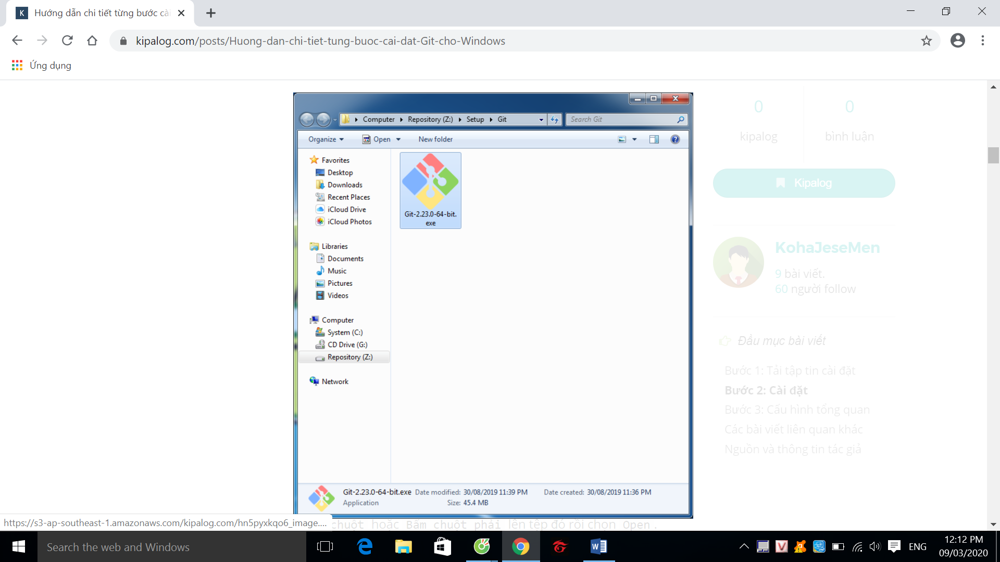 K Hướng dẫn chi tiết từng bước cài
kipalog.com/posts/Huong-dan-chi-tiet-tung-buoc-cai-dat-Git-cho-Windows
Ứng dụng
Computer Repository (Z:) Setup Git
Search Git
Organize Open New folder
Favorites
Desktop
Downloads
Recent Places
iCloud Drive
iCloud Photos
Libraries
Documents
Music
Pictures
Videos
Computer
System (C:)
CD Drive (G:)
Repository (Z:)
Network
Git-2.23.0-64-bit.
exe
Git-2.23.0-64-bit.exe Date modified: 30/08/2019 11:39 PM Date created: 30/08/2019 11:36 PM
Application Size: 45.4 MB
0 0
kipalog bình luận
Kipalog
KohaJeseMen
9 bài viết.
60 người follow
Đầu mục bài viết
Bước 1: Tải tập tin cài đặt
Bước 2: Cài đặt
Bước 3: Cấu hình tổng quan
Các bài viết liên quan khác
Nguồn và thông tin tác giả
chuột hoặc Bấm chuột phải lên tệp đó rồi chọn Open.
https://s3-ap-southeast-1.amazonaws.com/kipalog.com/hn5pyxkqo6_image....
Search the web and Windows
ENG
12:12 PM
09/03/2020